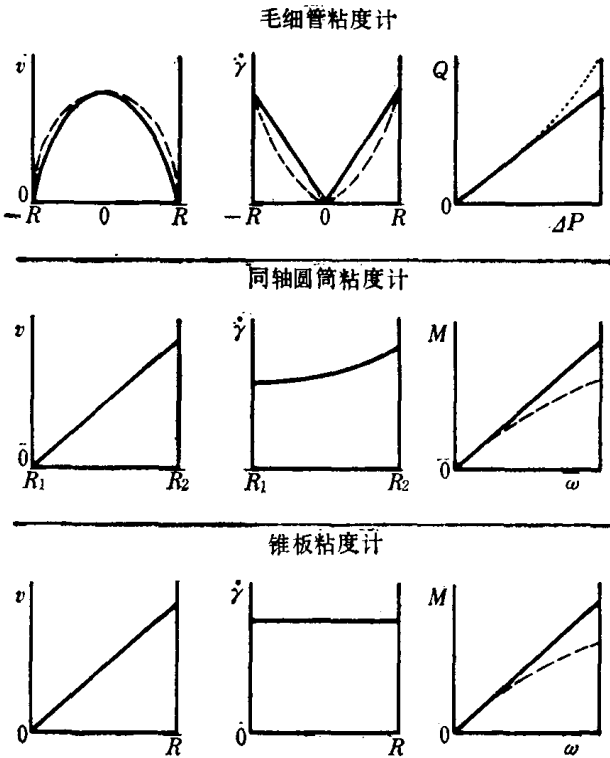 毛细管粘度计
v 0 -R 0 R
γ̇ -R 0 R
Q 0 ΔP
同轴圆筒粘度计
v 0 R₁ R₂
γ̇ R₁ R₂
M 0 ω
锥板粘度计
v 0 R
γ̇ 0 R
M 0 ω